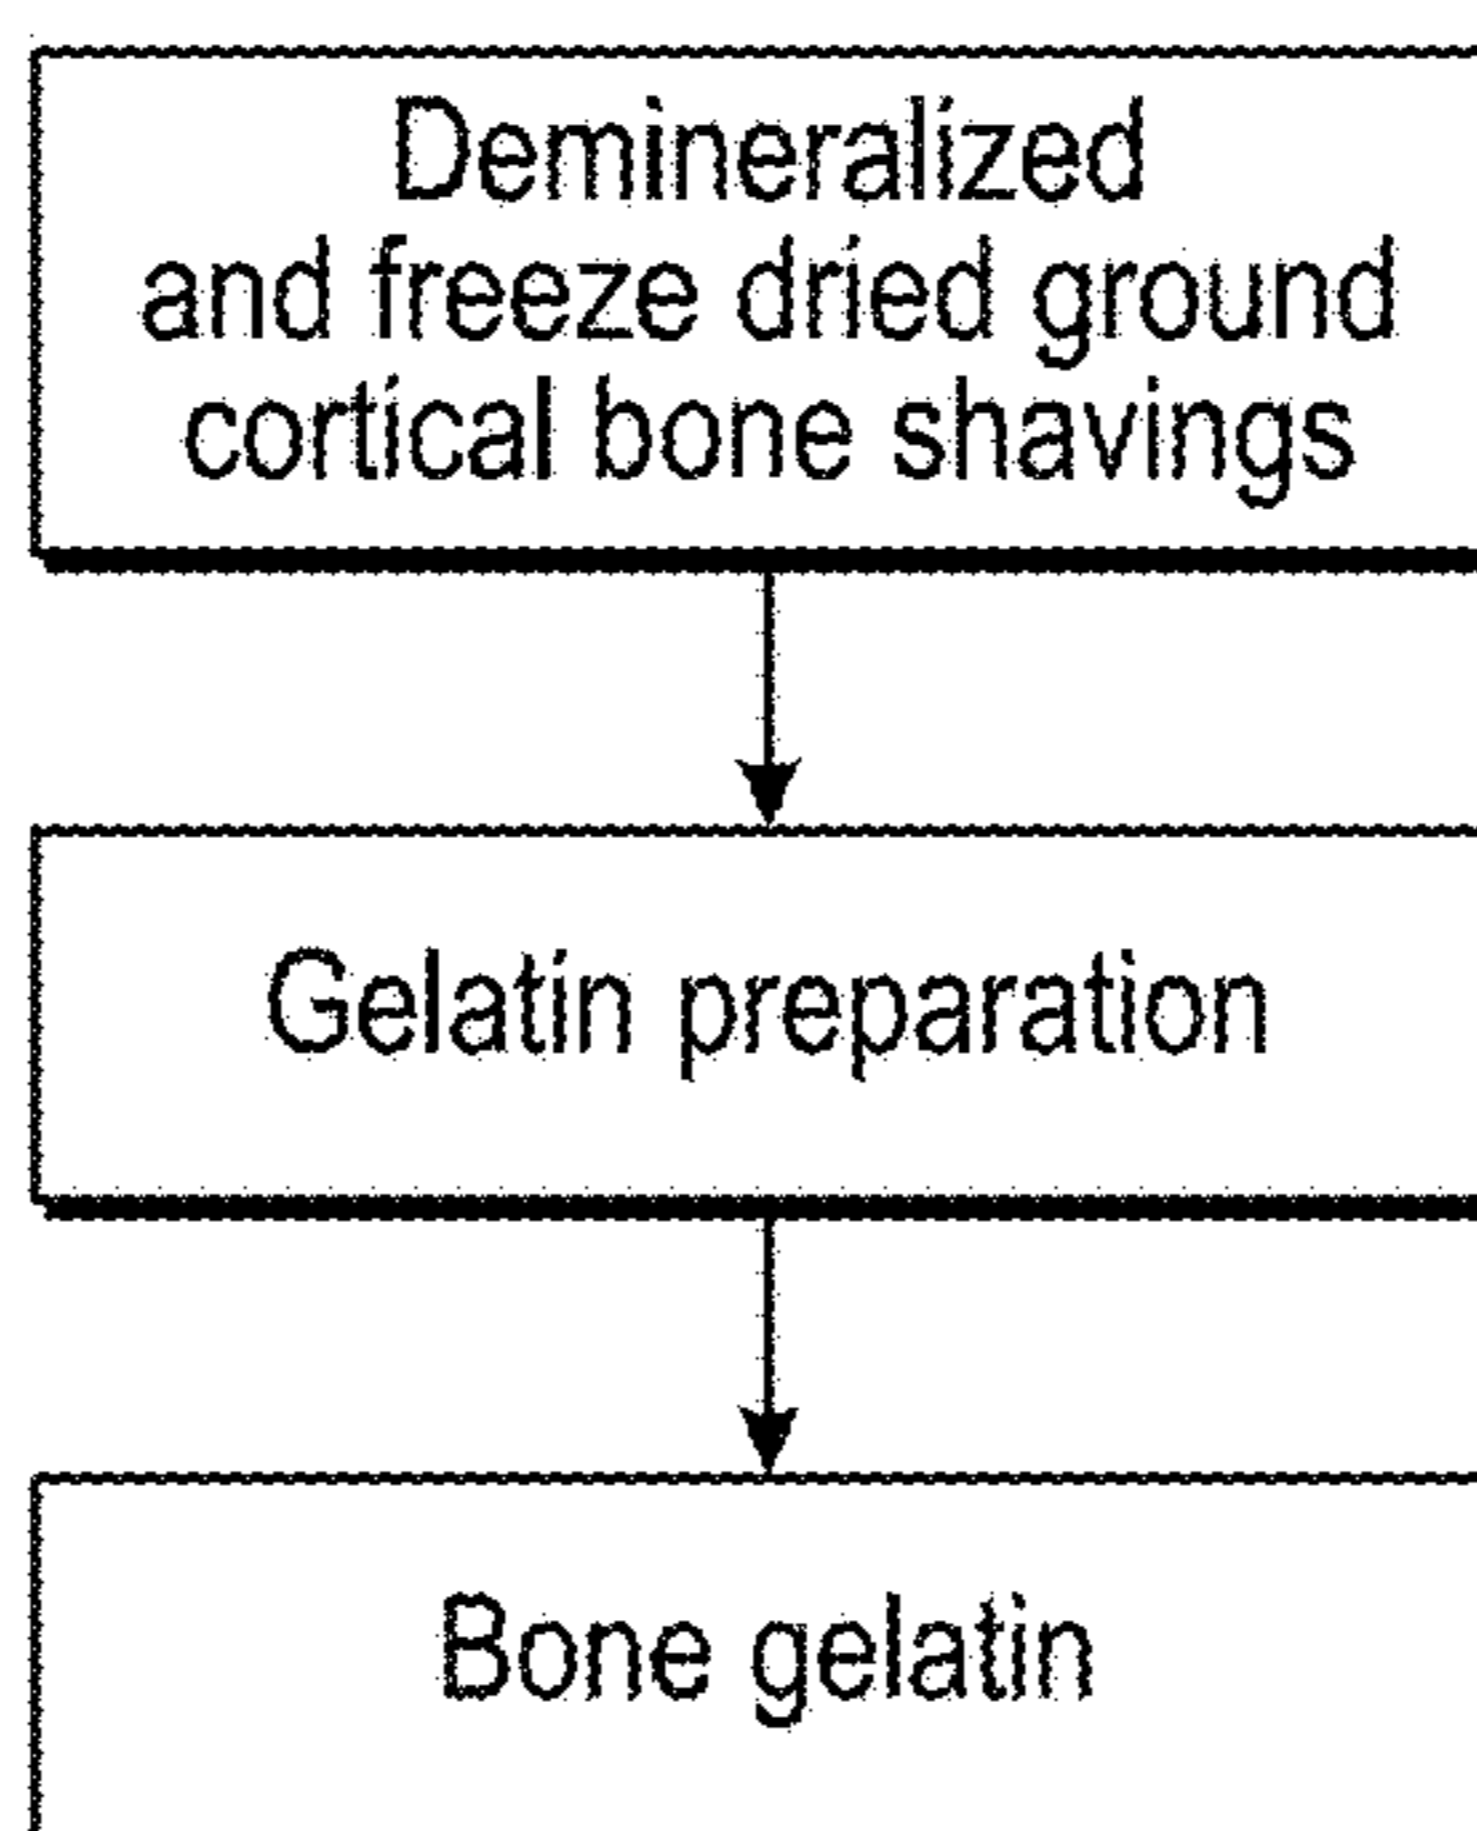 Demineralized
and freeze dried ground
cortical bone shavings
Gelatin preparation
Bone gelatin